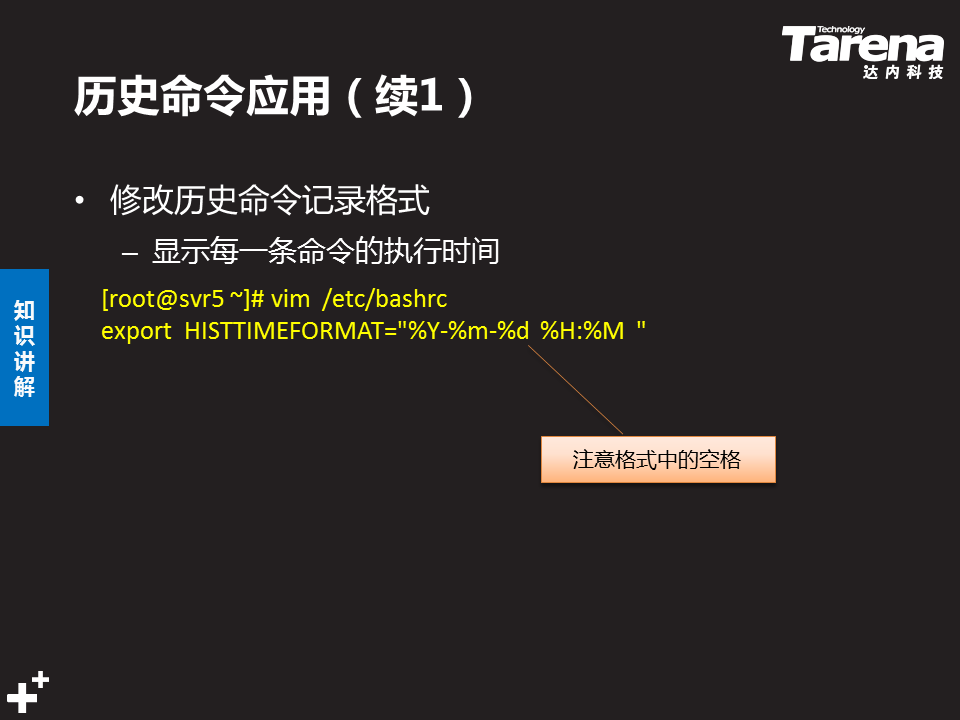 Technology
Tarena
达内科技
历史命令应用（续1）
• 修改历史命令记录格式
– 显示每一条命令的执行时间
[root@svr5 ~]# vim  /etc/bashrc
export  HISTTIMEFORMAT="%Y-%m-%d  %H:%M  "
注意格式中的空格
知识讲解